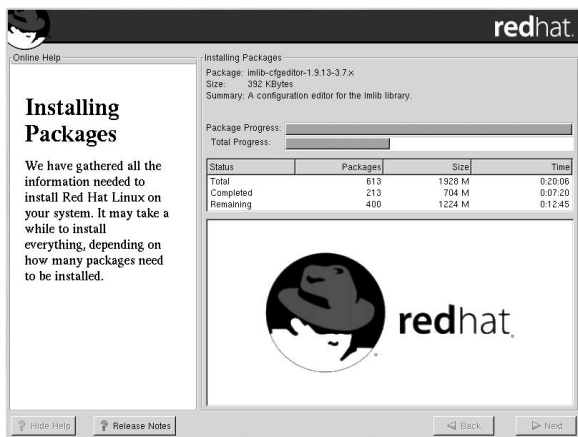 redhat.
Online Help
Installing
Packages
We have gathered all the
information needed to
install Red Hat Linux on
your system. It may take a
while to install
everything, depending on
how many packages need
to be installed.
Installing Packages
Package: imlib-cfgeditor-1.9.13-3.7.x
Size: 392 KBytes
Summary: A configuration editor for the Imlib library.
Package Progress:
Total Progress:
Status Packages Size Time
Total 613 1928 M 0:20:06
Completed 213 704 M 0:07:20
Remaining 400 1224 M 0:12:45
redhat.
Hide Help
Release Notes
Back
Next